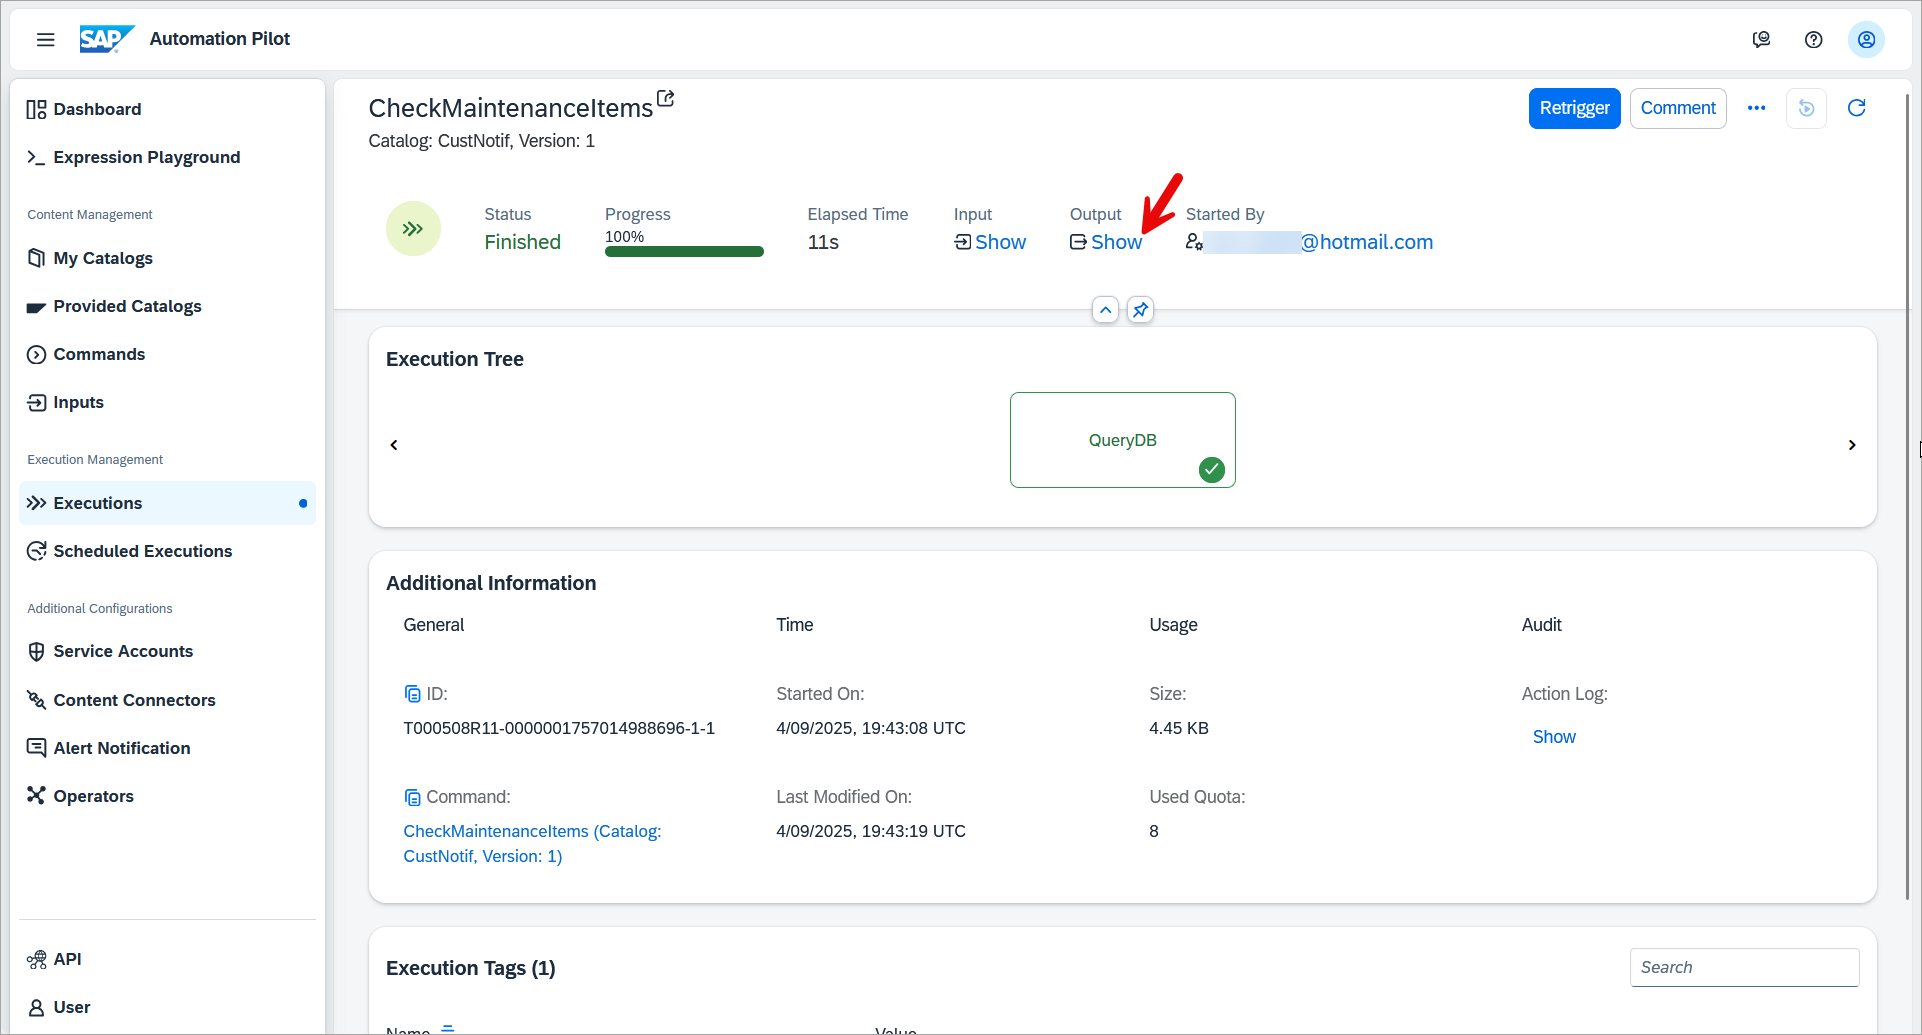 SAP Automation Pilot
Dashboard
Expression Playground
Content Management
My Catalogs
Provided Catalogs
Commands
Inputs
Execution Management
Executions
Scheduled Executions
Additional Configurations
Service Accounts
Content Connectors
Alert Notification
Operators
API
User
CheckMaintenanceItems
Catalog: CustNotif, Version: 1
Retrigger
Comment
Status
Finished
Progress
100%
Elapsed Time
11s
Input
Show
Output
Show
Started By
@hotmail.com
Execution Tree
QueryDB
Additional Information
General
ID:
T000508R11-0000001757014988696-1-1
Command:
CheckMaintenanceItems (Catalog:
CustNotif, Version: 1)
Time
Started On:
4/09/2025, 19:43:08 UTC
Last Modified On:
4/09/2025, 19:43:19 UTC
Usage
Size:
4.45 KB
Used Quota:
8
Audit
Action Log:
Show
Execution Tags (1)
Search
Name
Value